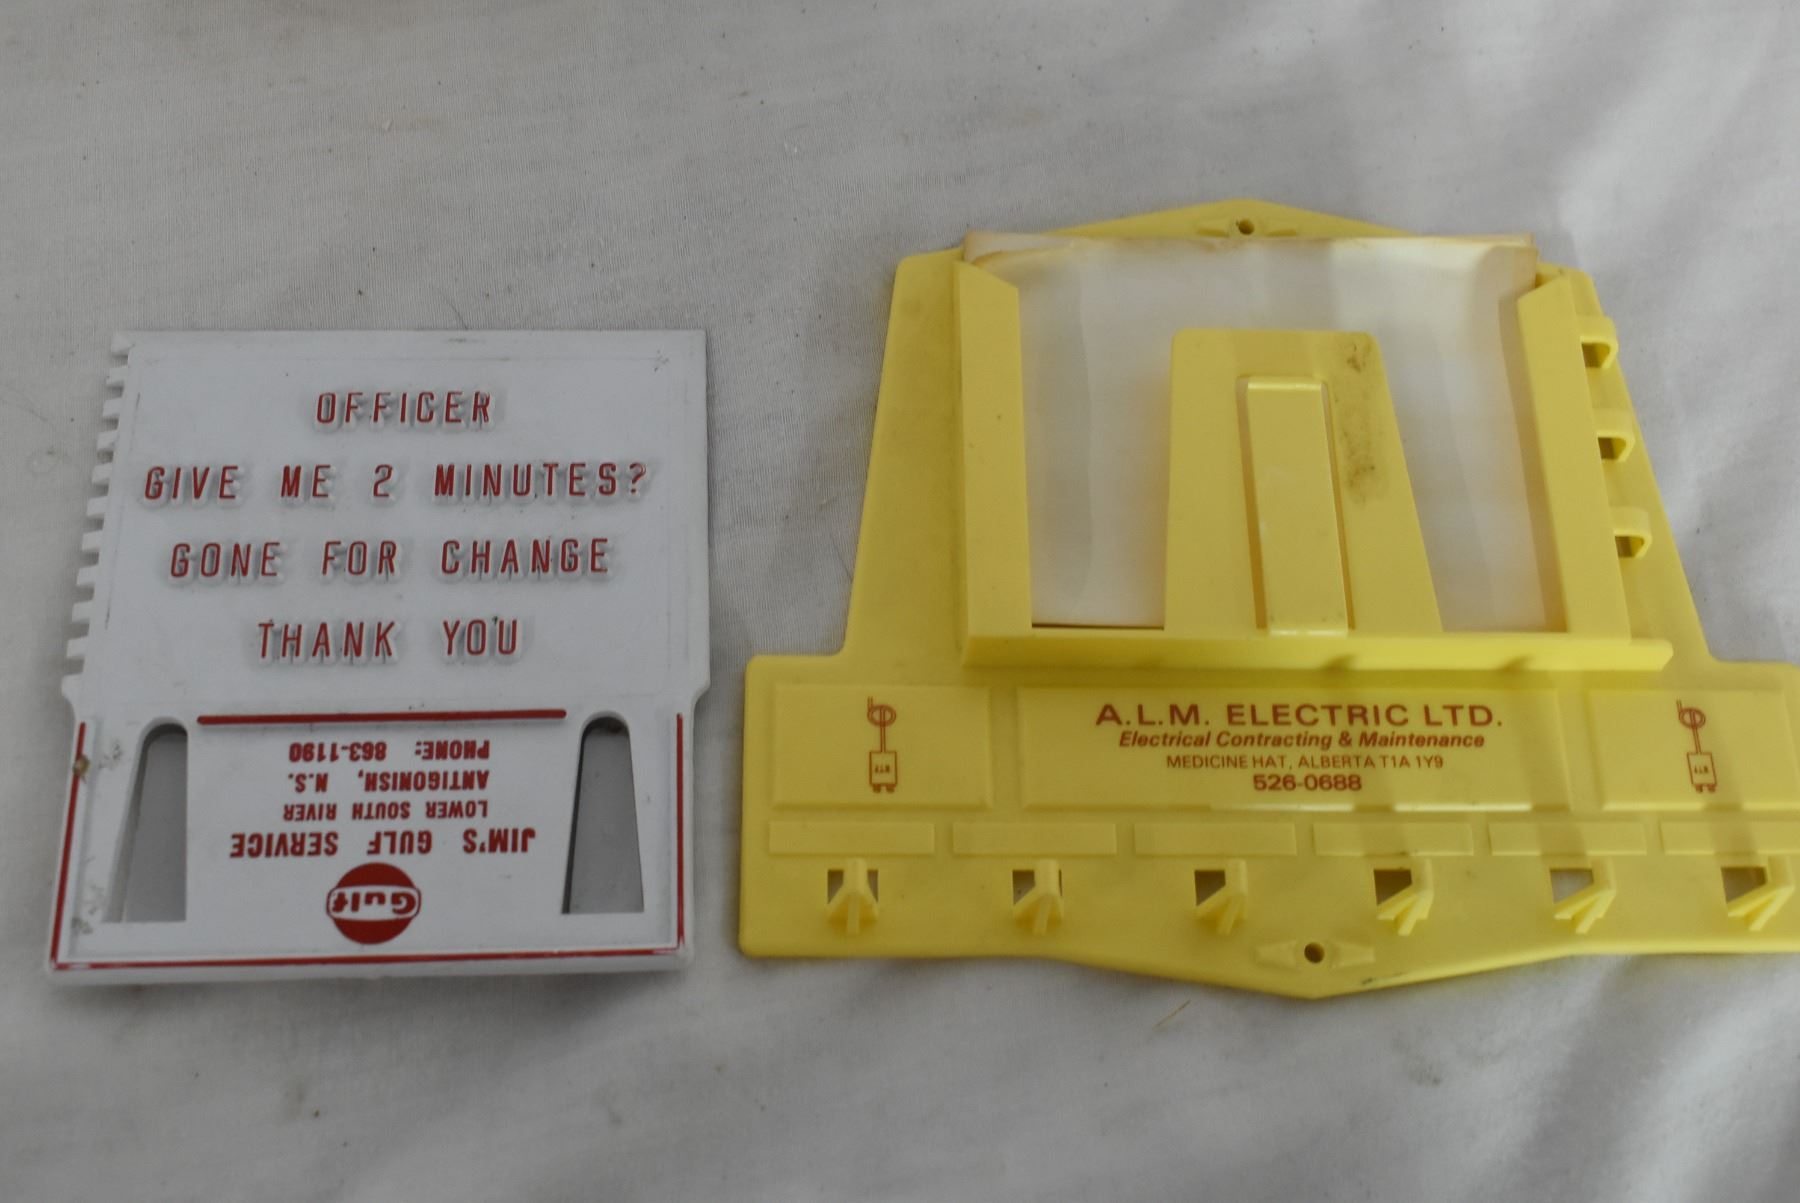 OFFICER
GIVE ME 2 MINUTES?
GONE FOR CHANGE
THANK YOU
Gulf
JIM'S GULF SERVICE
LOWER SOUTH RIVER
ANTIGONISH, N.S.
PHONE: 863-1190
A.L.M. ELECTRIC LTD.
Electrical Contracting & Maintenance
MEDICINE HAT, ALBERTA T1A 1Y9
526-0688